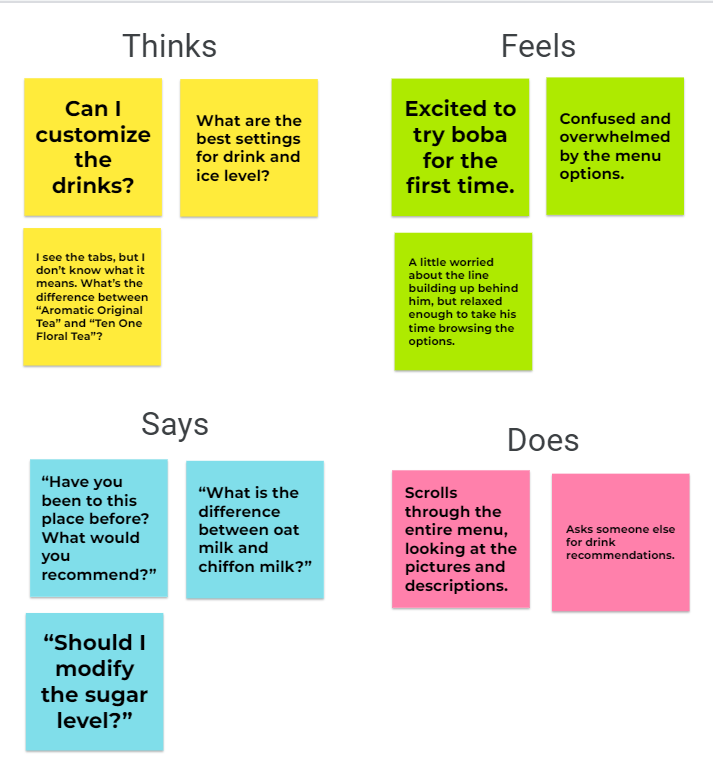 Thinks
Can I
customize
the
drinks?
What are the
best settings
for drink and
ice level?
I see the tabs, but I
don’t know what it
means. What’s the
difference between
“Aromatic Original
Tea” and “Ten One
Floral Tea”?
Feels
Excited to
try boba
for the
first time.
Confused and
overwhelmed
by the menu
options.
A little worried
about the line
building up behind
him, but relaxed
enough to take his
time browsing the
options.
Says
“Have you
been to this
place before?
What would
you
recommend?”
“What is the
difference
between oat
milk and
chiffon milk?”
“Should I
modify
the sugar
level?”
Does
Scrolls
through the
entire menu,
looking at the
pictures and
descriptions.
Asks someone else
for drink
recommendations.